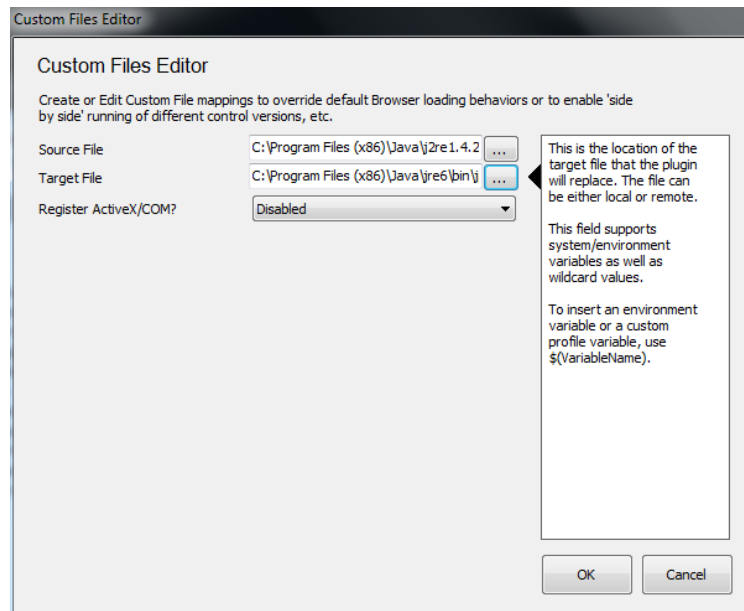 Custom Files Editor
Custom Files Editor
Create or Edit Custom File mappings to override default Browser loading behaviors or to enable 'side
by side' running of different control versions, etc.
Source File
C:\Program Files (x86)\Java\j2re1.4.2
...
Target File
C:\Program Files (x86)\Java\jre6\bin\j
...
Register ActiveX/COM?
Disabled
This is the location of the
target file that the plugin
will replace. The file can
be either local or remote.
This field supports
system/environment
variables as well as
wildcard values.
To insert an environment
variable or a custom
profile variable, use
$(VariableName).
OK
Cancel